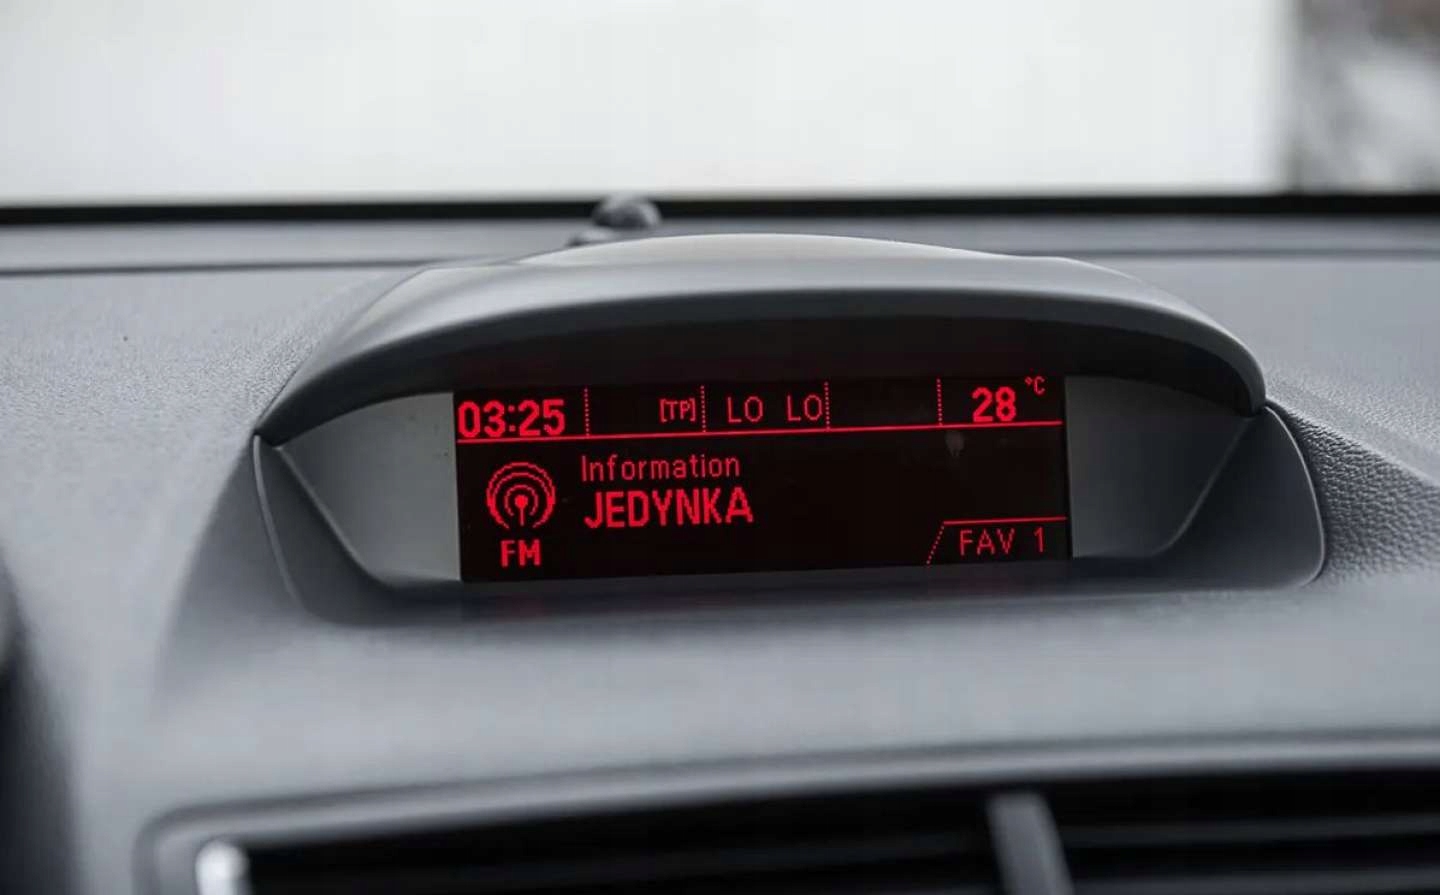 03:25 [TP] LO LO 28 °C
Information
JEDYNKA
FM
FAV 1